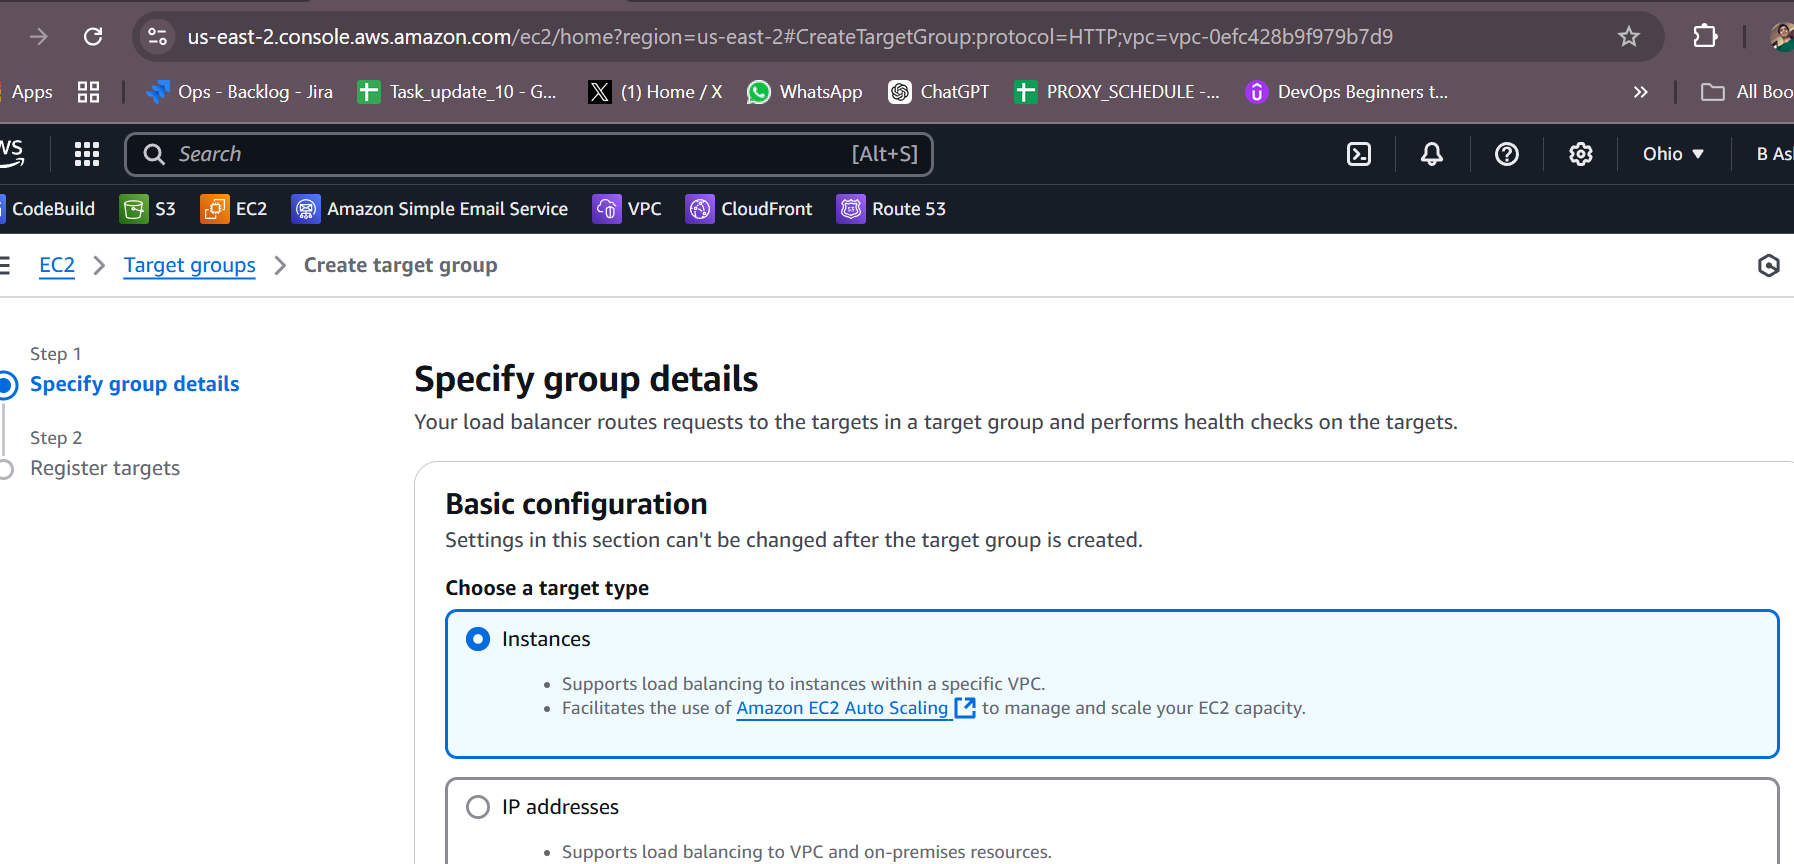 us-east-2.console.aws.amazon.com/ec2/home?region=us-east-2#CreateTargetGroup:protocol=HTTP;vpc=vpc-0efc428b9f979b7d9
Apps Ops - Backlog - Jira Task_update_10 - G... (1) Home / X WhatsApp ChatGPT PROXY_SCHEDULE -... DevOps Beginners t... All Boo
Search [Alt+S] Ohio B As
CodeBuild S3 EC2 Amazon Simple Email Service VPC CloudFront Route 53
EC2 Target groups Create target group
Step 1
Specify group details
Step 2
Register targets
Specify group details
Your load balancer routes requests to the targets in a target group and performs health checks on the targets.
Basic configuration
Settings in this section can't be changed after the target group is created.
Choose a target type
Instances
• Supports load balancing to instances within a specific VPC.
• Facilitates the use of Amazon EC2 Auto Scaling to manage and scale your EC2 capacity.
IP addresses
• Supports load balancing to VPC and on-premises resources.